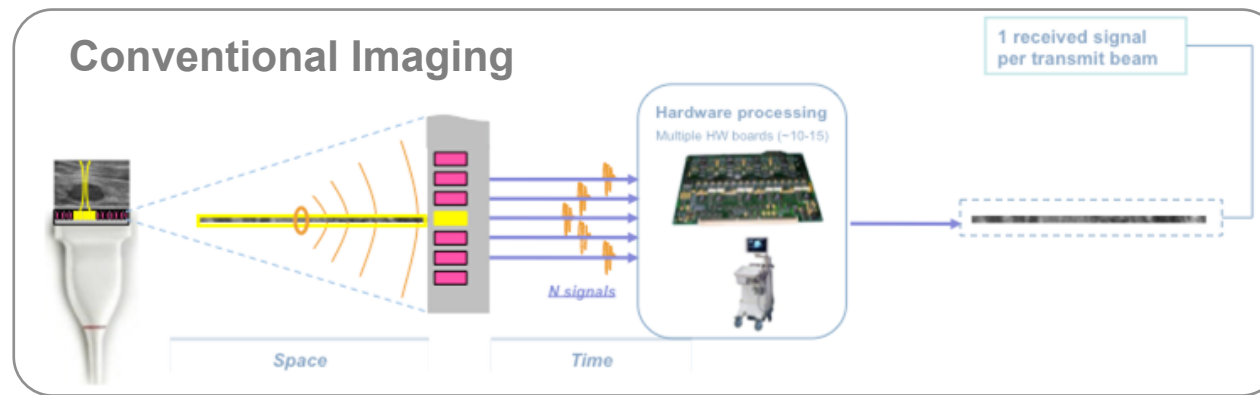 Conventional Imaging
1 received signal
per transmit beam
Hardware processing
Multiple HW boards (~10-15)
N signals
Space
Time